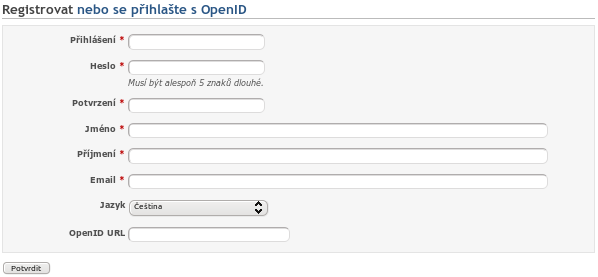 Registrovat nebo se přihlašte s OpenID
Přihlášení *
Heslo *
Musí být alespoň 5 znaků dlouhé.
Potvrzení *
Jméno *
Příjmení *
Email *
Jazyk Čeština
OpenID URL
Potvrdit